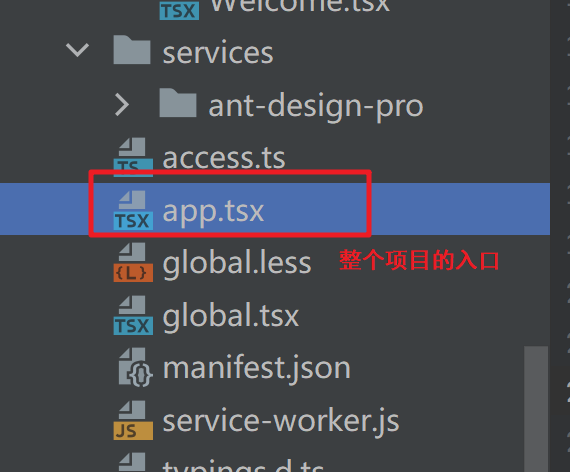 TSX Welcome.tsx
services
ant-design-pro
TS access.ts
TSX app.tsx
{L} global.less 整个项目的入口
TSX global.tsx
{} manifest.json
JS service-worker.js
typings.d.ts